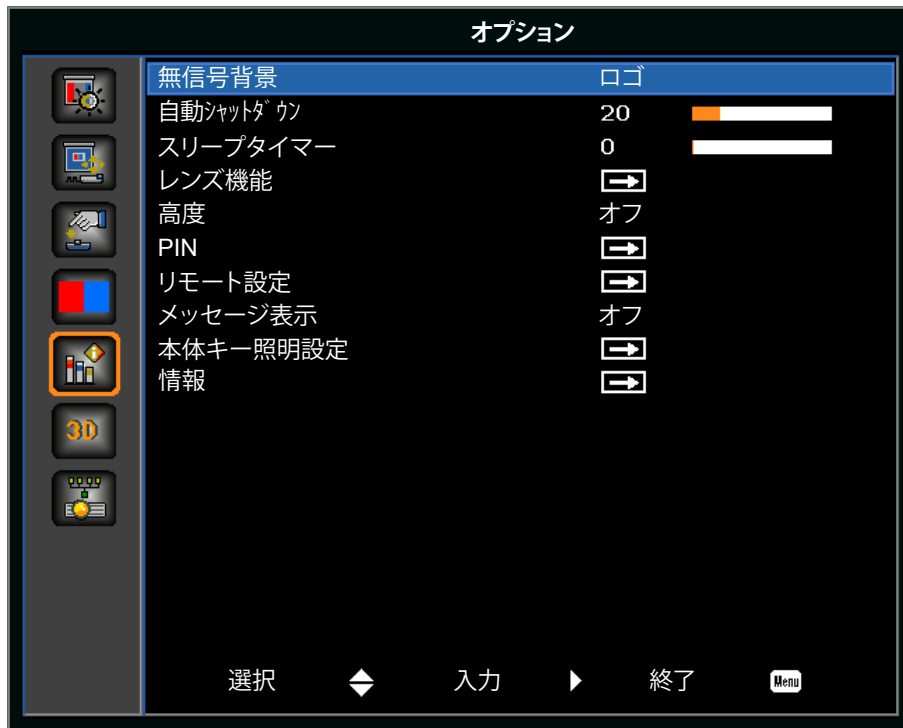 オプション
無信号背景 ロゴ
自動ｼｬｯﾄﾀﾞｳﾝ 20
スリープタイマー 0
レンズ機能
高度 オフ
PIN
リモート設定
メッセージ表示 オフ
本体キー照明設定
情報
3D
選択 入力 終了 Menu